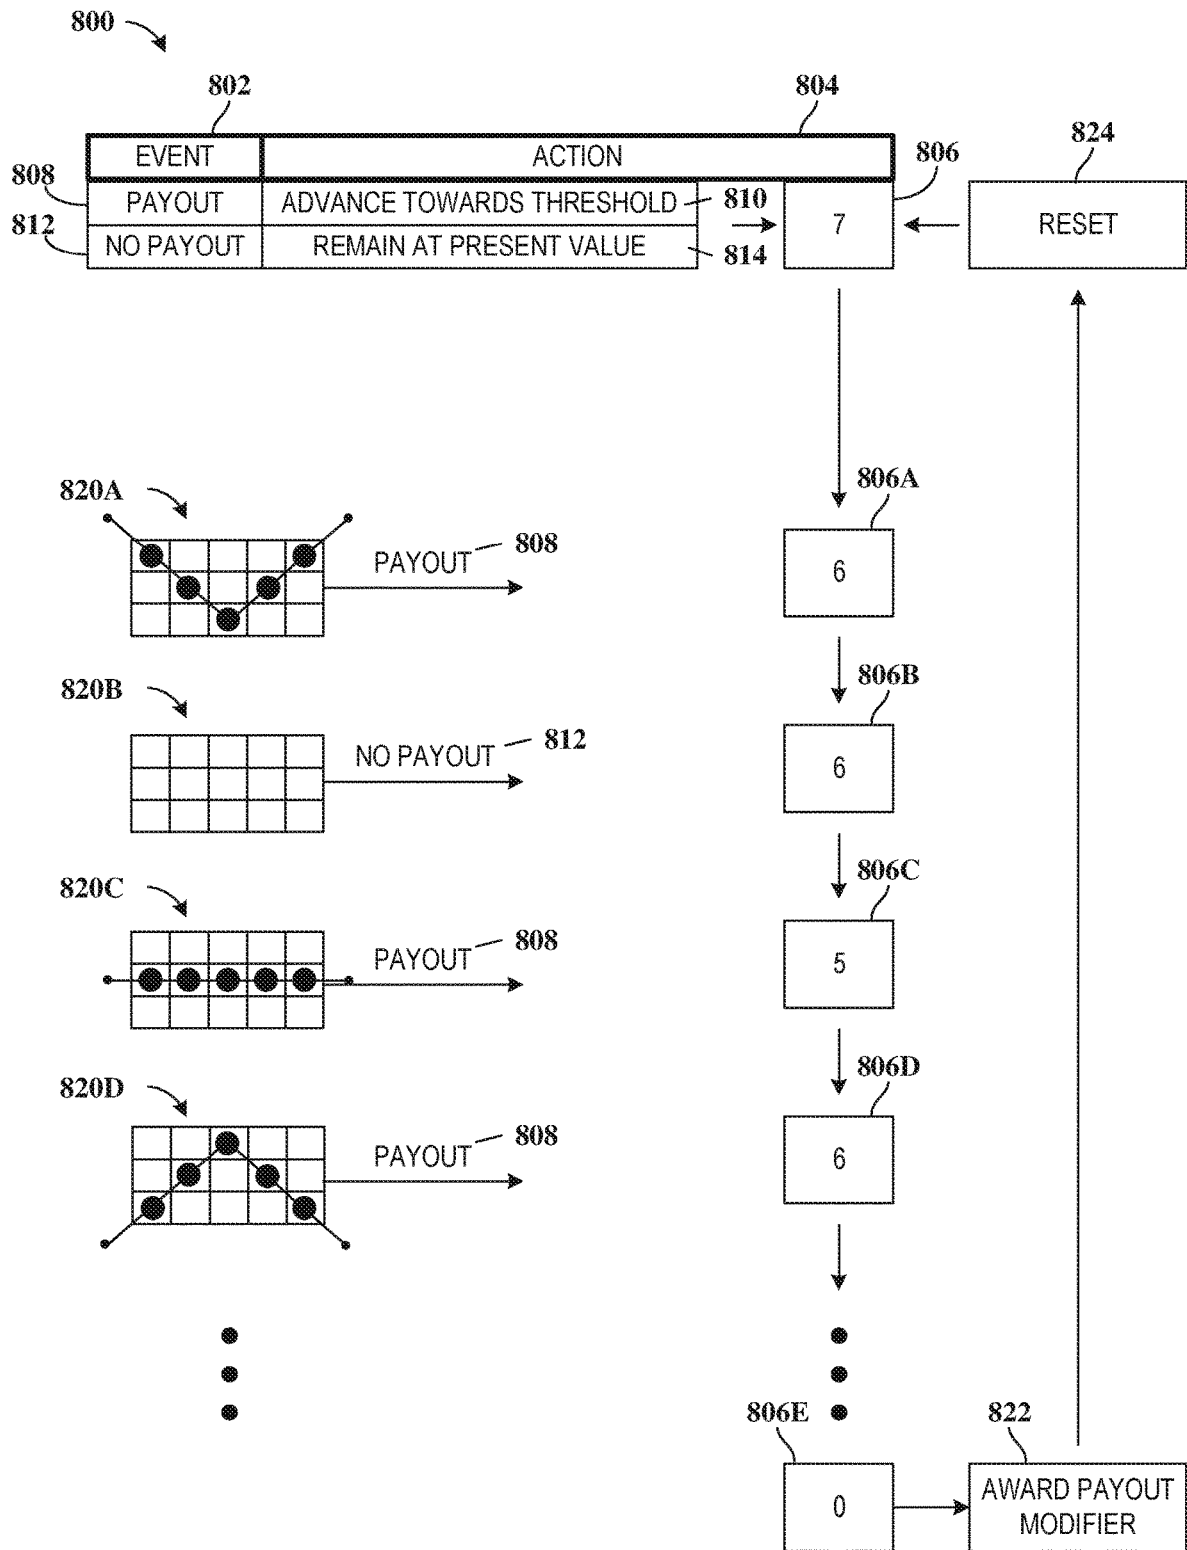 800
802
804
EVENT
ACTION
806
824
808
PAYOUT
ADVANCE TOWARDS THRESHOLD
810
7
RESET
812
NO PAYOUT
REMAIN AT PRESENT VALUE
814
820A
PAYOUT
808
806A
6
820B
NO PAYOUT
812
806B
6
820C
PAYOUT
808
806C
5
820D
PAYOUT
808
806D
6
806E
822
0
AWARD PAYOUT
MODIFIER